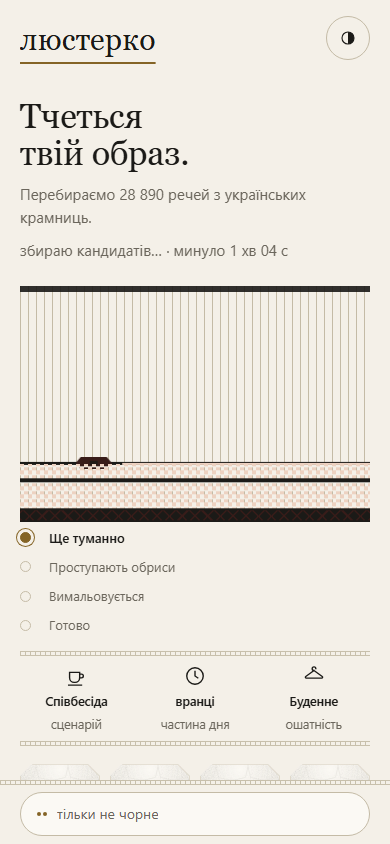 люстерко
Тчеться
твій образ.
Перебираємо 28 890 речей з українських
крамниць.
збираю кандидатів... · минуло 1 хв 04 с
Ще туманно
Проступають обриси
Вимальовується
Готово
Співбесіда вранці Буденне
сценарій частина дня ошатність
тільки не чорне